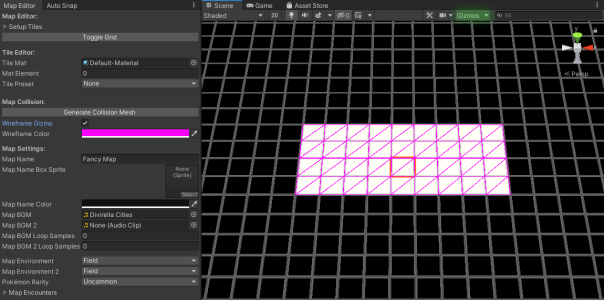 Map Editor
Auto Snap
Map Editor:
Setup Tiles
Toggle Grid
Tile Editor:
Tile Mat
Default-Material
Mat Element
0
Tile Preset
None
Map Collision:
Generate Collision Mesh
Wireframe Gizmo
Wireframe Color
Map Settings:
Map Name
Fancy Map
Map Name Box Sprite
None
(Sprite)
Select
Map Name Color
Map BGM
Divirella Cities
Map BGM 2
None (Audio Clip)
Map BGM Loop Samples
0
Map BGM 2 Loop Samples
0
Map Environment
Field
Map Environment 2
Field
Pokémon Rarity
Uncommon
Map Encounters
Scene
Game
Asset Store
Shaded
2D
0
Gizmos
All
y
x
z
Persp